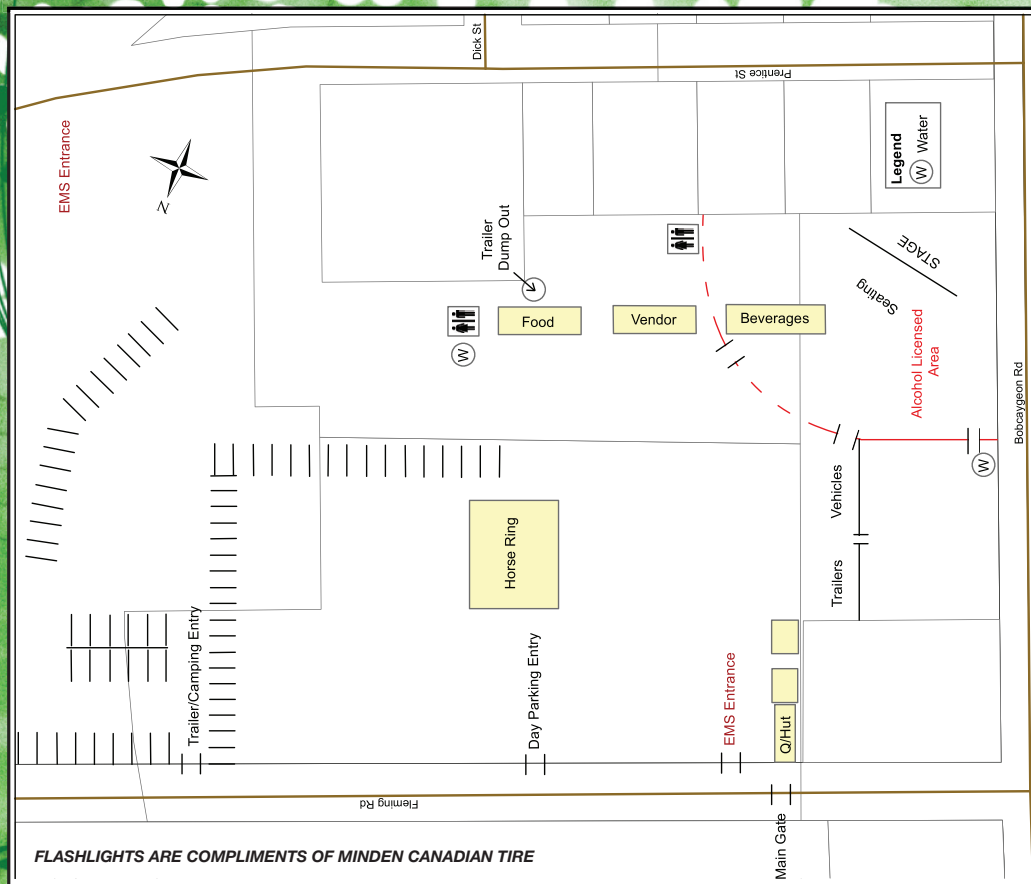 Dick St
Prentice St
EMS Entrance
N
Legend
W Water
Trailer
Dump Out
STAGE
Seating
Food
Vendor
Beverages
W
Alcohol Licensed
Area
Bobcaygeon Rd
W
Vehicles
Horse Ring
Trailers
Trailer/Camping Entry
Day Parking Entry
EMS Entrance
Q/Hut
Fleming Rd
Main Gate
FLASHLIGHTS ARE COMPLIMENTS OF MINDEN CANADIAN TIRE